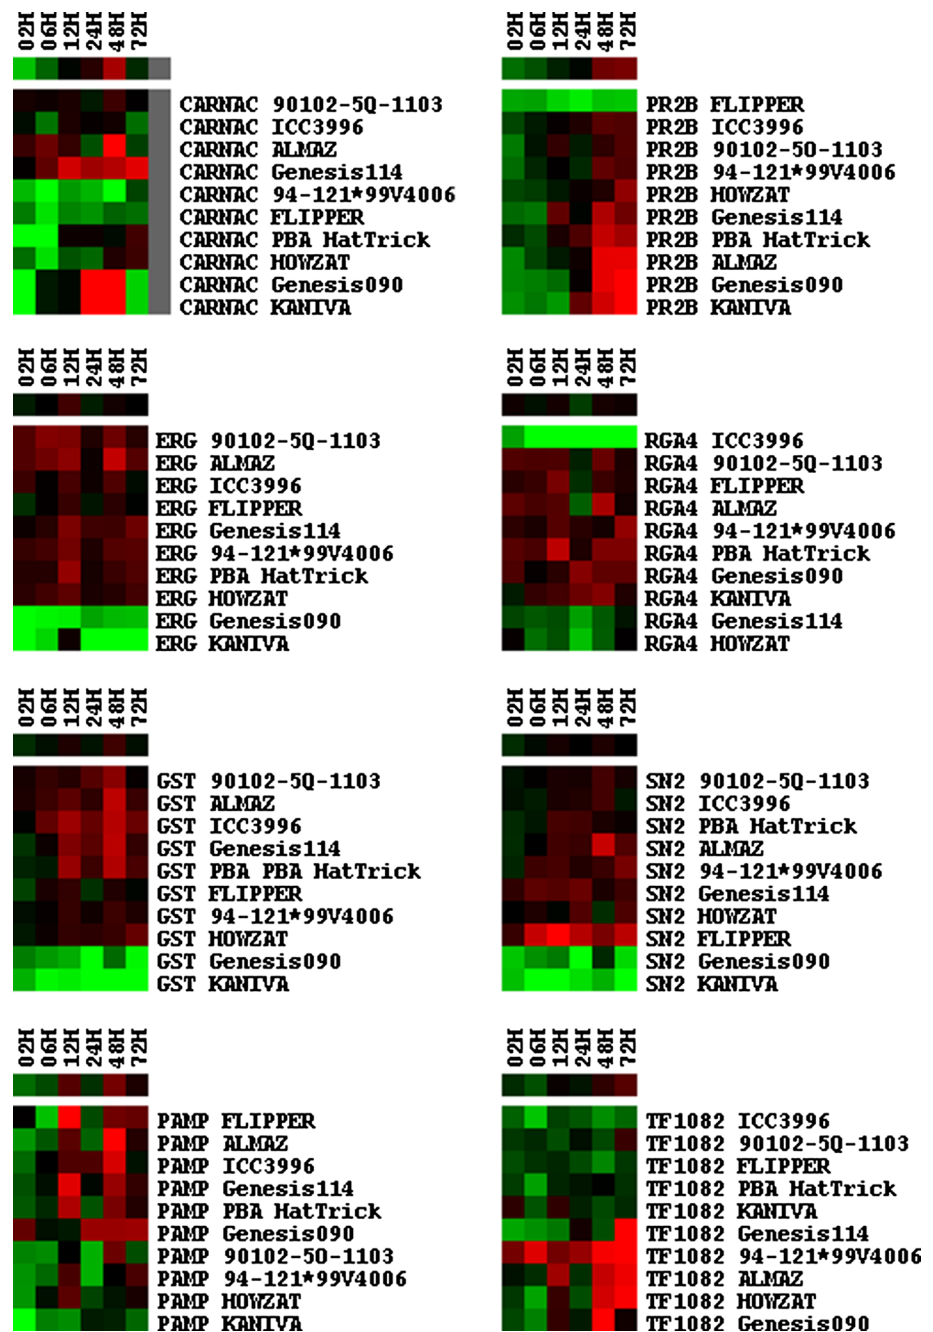 02H 06H 12H 24H 48H 72H
CARNAC 90102-5Q-1103
CARNAC ICC3996
CARNAC ALMAZ
CARNAC Genesis114
CARNAC 94-121*99V4006
CARNAC FLIPPER
CARNAC PBA HatTrick
CARNAC HOWZAT
CARNAC Genesis090
CARNAC KANIVA
02H 06H 12H 24H 48H 72H
PR2B FLIPPER
PR2B ICC3996
PR2B 90102-5O-1103
PR2B 94-121*99V4006
PR2B HOWZAT
PR2B Genesis114
PR2B PBA HatTrick
PR2B ALMAZ
PR2B Genesis090
PR2B KANIVA
02H 06H 12H 24H 48H 72H
ERG 90102-5Q-1103
ERG ALMAZ
ERG ICC3996
ERG FLIPPER
ERG Genesis114
ERG 94-121*99V4006
ERG PBA HatTrick
ERG HOWZAT
ERG Genesis090
ERG KANIVA
02H 06H 12H 24H 48H 72H
RGA4 ICC3996
RGA4 90102-5Q-1103
RGA4 FLIPPER
RGA4 ALMAZ
RGA4 94-121*99V4006
RGA4 PBA HatTrick
RGA4 Genesis090
RGA4 KANIVA
RGA4 Genesis114
RGA4 HOWZAT
02H 06H 12H 24H 48H 72H
GST 90102-5Q-1103
GST ALMAZ
GST ICC3996
GST Genesis114
GST PBA PBA HatTrick
GST FLIPPER
GST 94-121*99V4006
GST HOWZAT
GST Genesis090
GST KANIVA
02H 06H 12H 24H 48H 72H
SN2 90102-5Q-1103
SN2 ICC3996
SN2 PBA HatTrick
SN2 ALMAZ
SN2 94-121*99V4006
SN2 Genesis114
SN2 HOWZAT
SN2 FLIPPER
SN2 Genesis090
SN2 KANIVA
02H 06H 12H 24H 48H 72H
PAMP FLIPPER
PAMP ALMAZ
PAMP ICC3996
PAMP Genesis114
PAMP PBA HatTrick
PAMP Genesis090
PAMP 90102-5O-1103
PAMP 94-121*99V4006
PAMP HOWZAT
PAMP KANIVA
02H 06H 12H 24H 48H 72H
TF1082 ICC3996
TF1082 90102-5Q-1103
TF1082 FLIPPER
TF1082 PBA HatTrick
TF1082 KANIVA
TF1082 Genesis114
TF1082 94-121*99V4006
TF1082 ALMAZ
TF1082 HOWZAT
TF1082 Genesis090